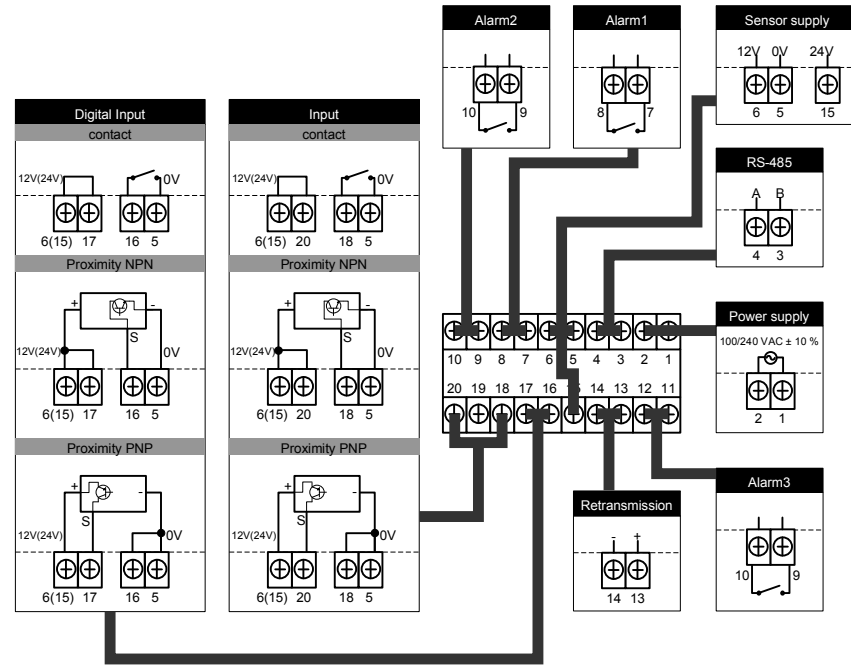 Alarm2
10 9
Alarm1
8 7
Sensor supply
12V 0V 24V
6 5 15
RS-485
A B
4 3
Power supply
100/240 VAC ± 10 %
2 1
Digital Input
contact
12V(24V) 0V
6(15) 17 16 5
Proximity NPN
+ -
S
12V(24V) 0V
6(15) 17 16 5
Proximity PNP
+ -
S
12V(24V) 0V
6(15) 17 16 5
Input
contact
12V(24V) 0V
6(15) 20 18 5
Proximity NPN
+ -
S
12V(24V) 0V
6(15) 20 18 5
Proximity PNP
+ -
S
12V(24V) 0V
6(15) 20 18 5
10 9 8 7 6 5 4 3 2 1
20 19 18 17 16 14 13 12 11
Retransmission
- +
14 13
Alarm3
10 9